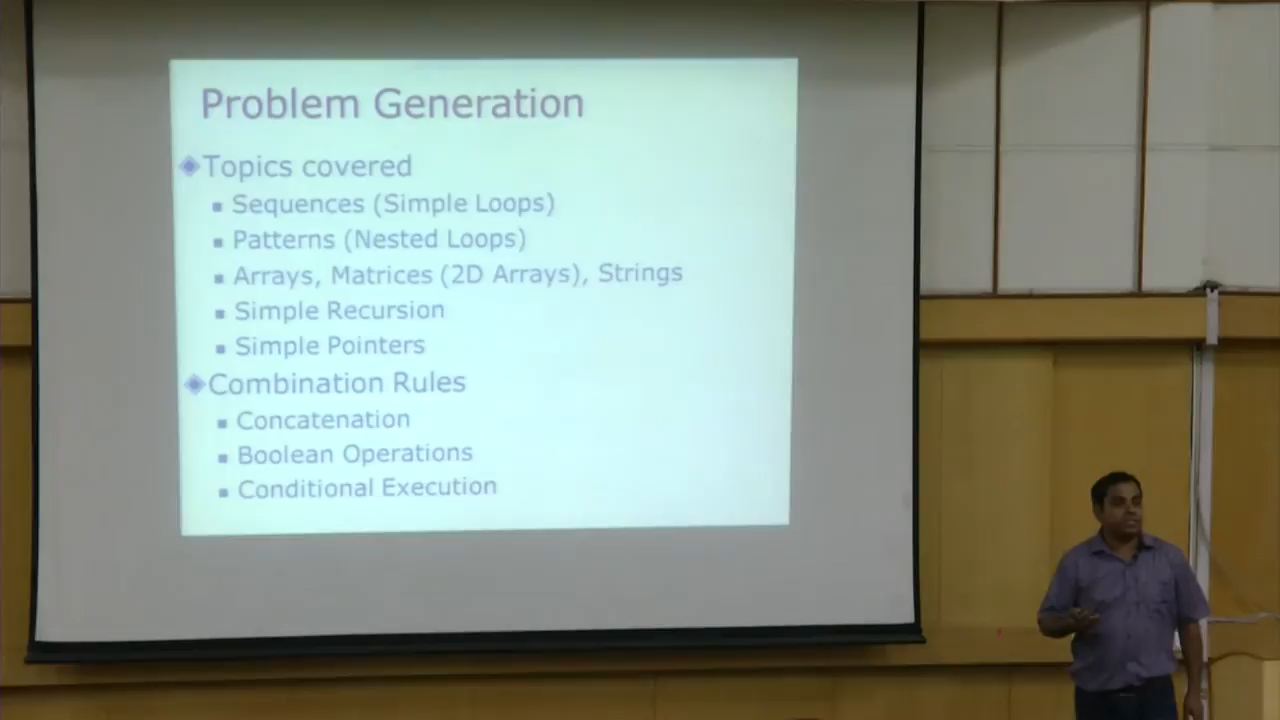 Problem Generation
Topics covered
Sequences (Simple Loops)
Patterns (Nested Loops)
Arrays, Matrices (2D Arrays), Strings
Simple Recursion
Simple Pointers
Combination Rules
Concatenation
Boolean Operations
Conditional Execution